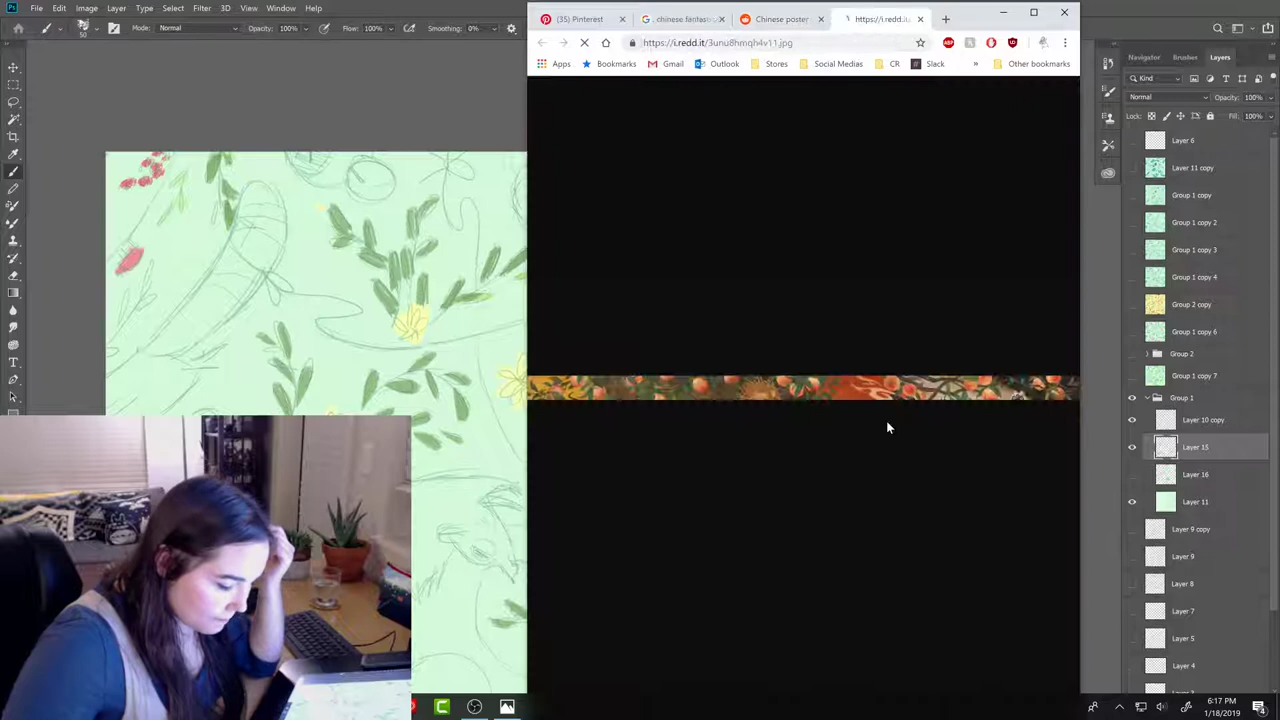 Ps File Edit Image Layer Type Select Filter 3D View Window Help
50 Mode: Normal Opacity: 100% Flow: 100% Smoothing: 0%
(35) Pinterest
chinese fantasti
Chinese poster
https://i.redd.it
https://i.redd.it/3unu8hmqh4v11.jpg
ABP
Apps Bookmarks Gmail Outlook Stores Social Medias CR Slack » Other bookmarks
Navigator Brushes Layers
Kind
Normal Opacity: 100%
Lock: Fill: 100%
Layer 6
Layer 11 copy
Group 1 copy
Group 1 copy 2
Group 1 copy 3
Group 1 copy 4
Group 2 copy
Group 1 copy 6
Group 2
Group 1 copy 7
Group 1
Layer 10 copy
Layer 15
Layer 16
Layer 11
Layer 9 copy
Layer 9
Layer 8
Layer 7
Layer 5
Layer 4
6:17 PM
1/18/2019